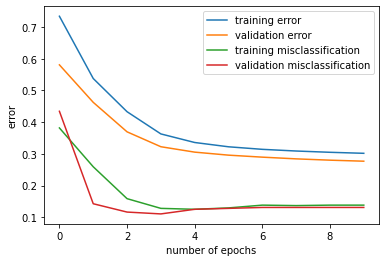 training error
validation error
training misclassification
validation misclassification
error
0.7
0.6
0.5
0.4
0.3
0.2
0.1
0 2 4 6 8
number of epochs